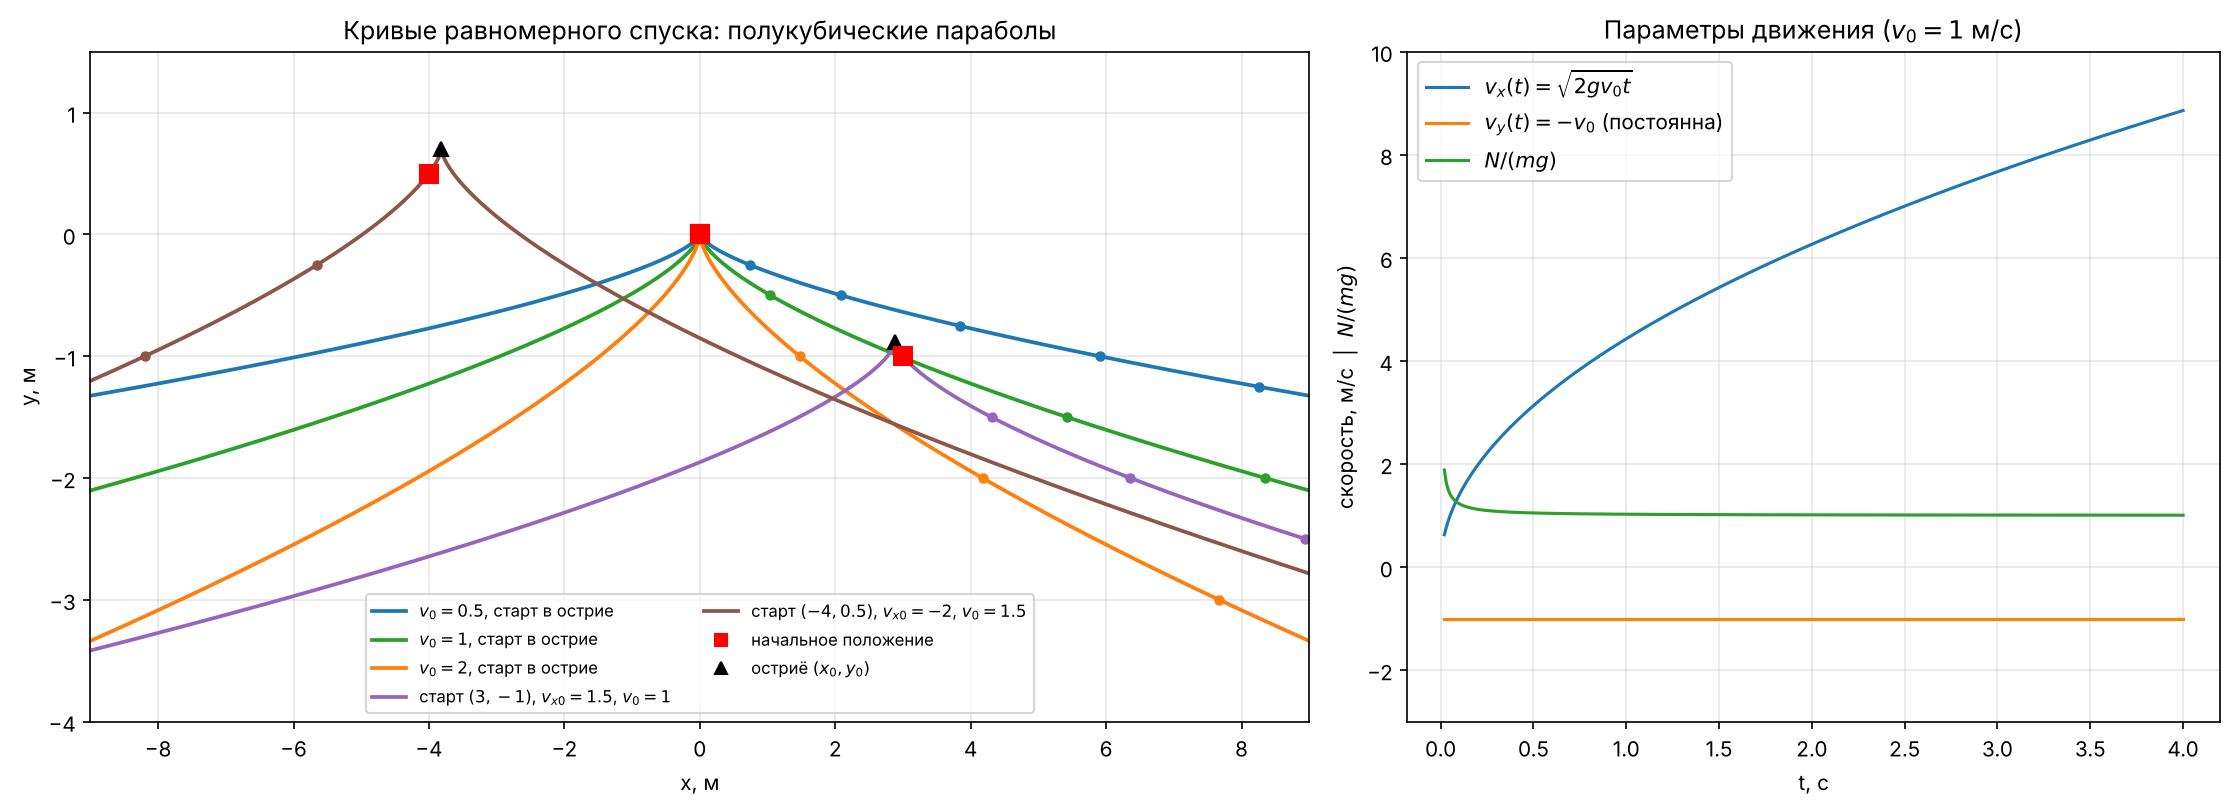 Кривые равномерного спуска: полукубические параболы
1
0
−1
−2
−3
−4
y, м
−8
−6
−4
−2
0
2
4
6
8
x, м
v₀ = 0.5, старт в острие
v₀ = 1, старт в острие
v₀ = 2, старт в острие
старт (3, −1), vₓ₀ = 1.5, v₀ = 1
старт (−4, 0.5), vₓ₀ = −2, v₀ = 1.5
начальное положение
остриё (x₀, y₀)
Параметры движения (v₀ = 1 м/с)
10
8
6
4
2
0
−2
скорость, м/с | N/(mg)
0.0
0.5
1.0
1.5
2.0
2.5
3.0
3.5
4.0
t, с
vₓ(t) = √2gv₀t
v_y(t) = −v₀ (постоянна)
N/(mg)